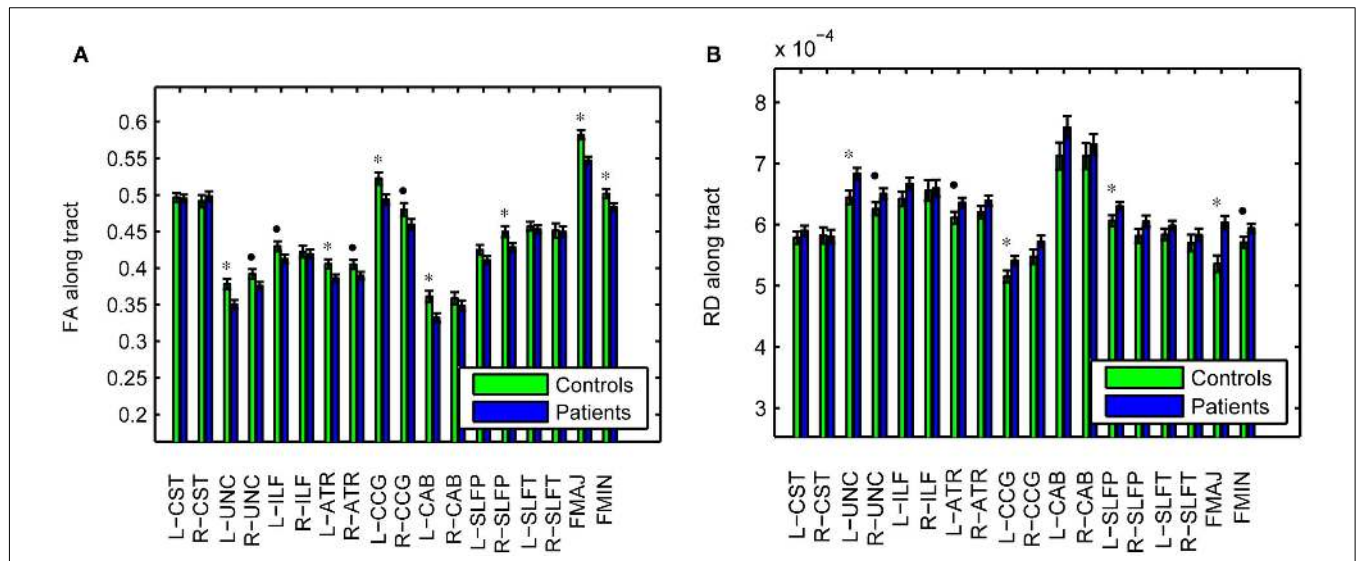 A
FA along tract
0.6
0.55
0.5
0.45
0.4
0.35
0.3
0.25
0.2
* • • * • * • * * * *
Controls
Patients
L-CST
R-CST
L-UNC
R-UNC
L-ILF
R-ILF
L-ATR
R-ATR
L-CCG
R-CCG
L-CAB
R-CAB
L-SLFP
R-SLFP
L-SLFT
R-SLFT
FMAJ
FMIN
B
x 10⁻⁴
RD along tract
8
7
6
5
4
3
* • • * * * •
Controls
Patients
L-CST
R-CST
L-UNC
R-UNC
L-ILF
R-ILF
L-ATR
R-ATR
L-CCG
R-CCG
L-CAB
R-CAB
L-SLFP
R-SLFP
L-SLFT
R-SLFT
FMAJ
FMIN